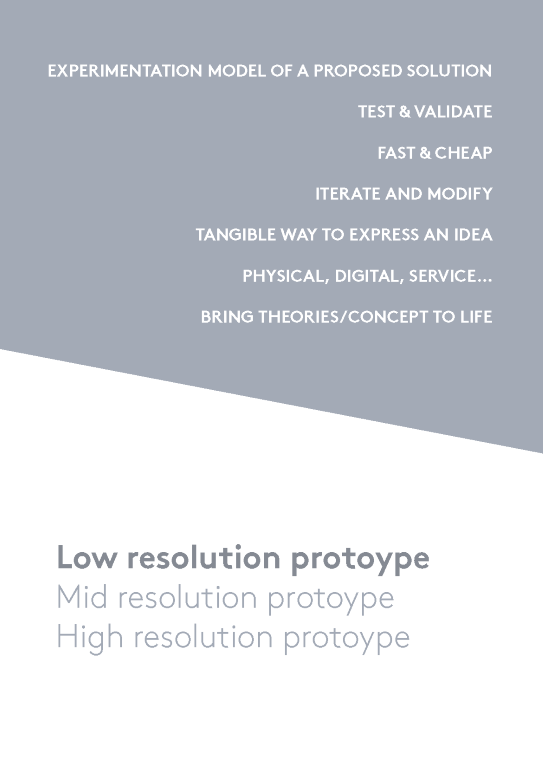 EXPERIMENTATION MODEL OF A PROPOSED SOLUTION
TEST & VALIDATE
FAST & CHEAP
ITERATE AND MODIFY
TANGIBLE WAY TO EXPRESS AN IDEA
PHYSICAL, DIGITAL, SERVICE...
BRING THEORIES/CONCEPT TO LIFE
Low resolution protoype
Mid resolution protoype
High resolution protoype